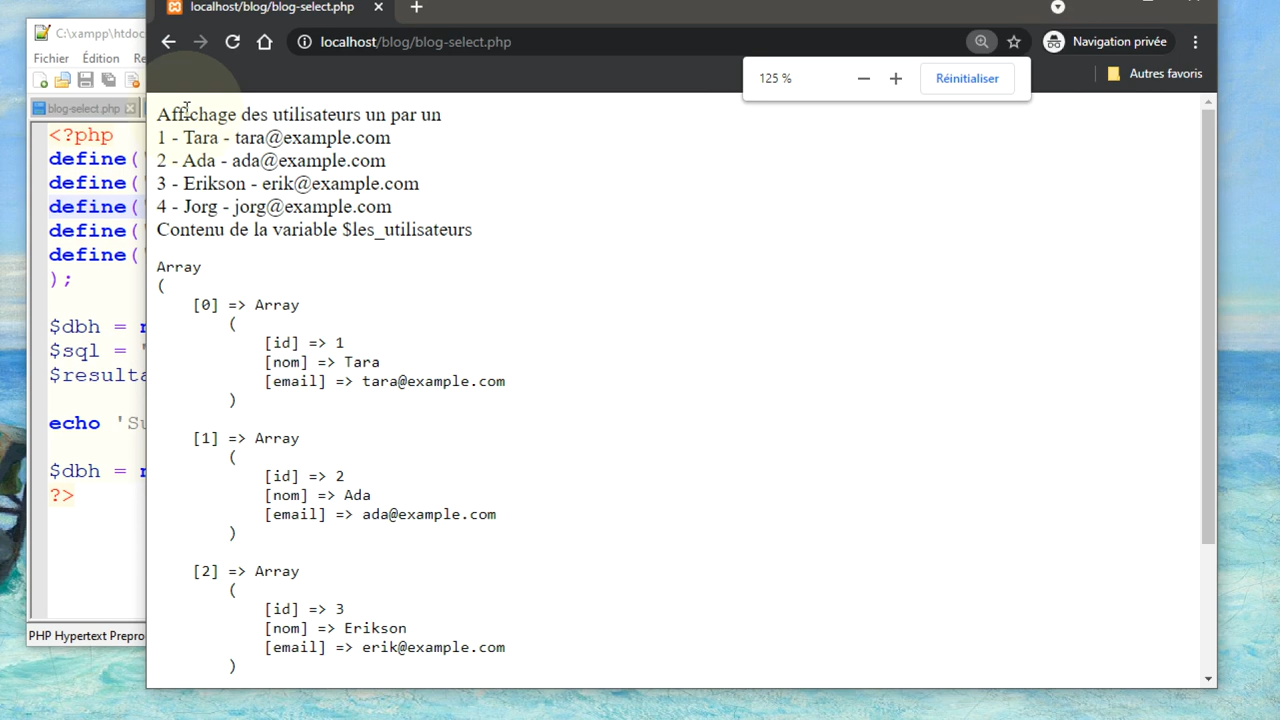 localhost/blog/blog-select.php
localhost/blog/blog-select.php
Navigation privée
125 %
Réinitialiser
Autres favoris
C:\xampp\htdoc
Fichier Édition Re
blog-select.php
<?php
define('
define('
define('
define('
define('
);
$dbh = n
$sql = '
$resulta
echo 'Su
$dbh = n
?>
PHP Hypertext Prepro
Affichage des utilisateurs un par un
1 - Tara - tara@example.com
2 - Ada - ada@example.com
3 - Erikson - erik@example.com
4 - Jorg - jorg@example.com
Contenu de la variable $les_utilisateurs
Array
(
[0] => Array
(
[id] => 1
[nom] => Tara
[email] => tara@example.com
)
[1] => Array
(
[id] => 2
[nom] => Ada
[email] => ada@example.com
)
[2] => Array
(
[id] => 3
[nom] => Erikson
[email] => erik@example.com
)